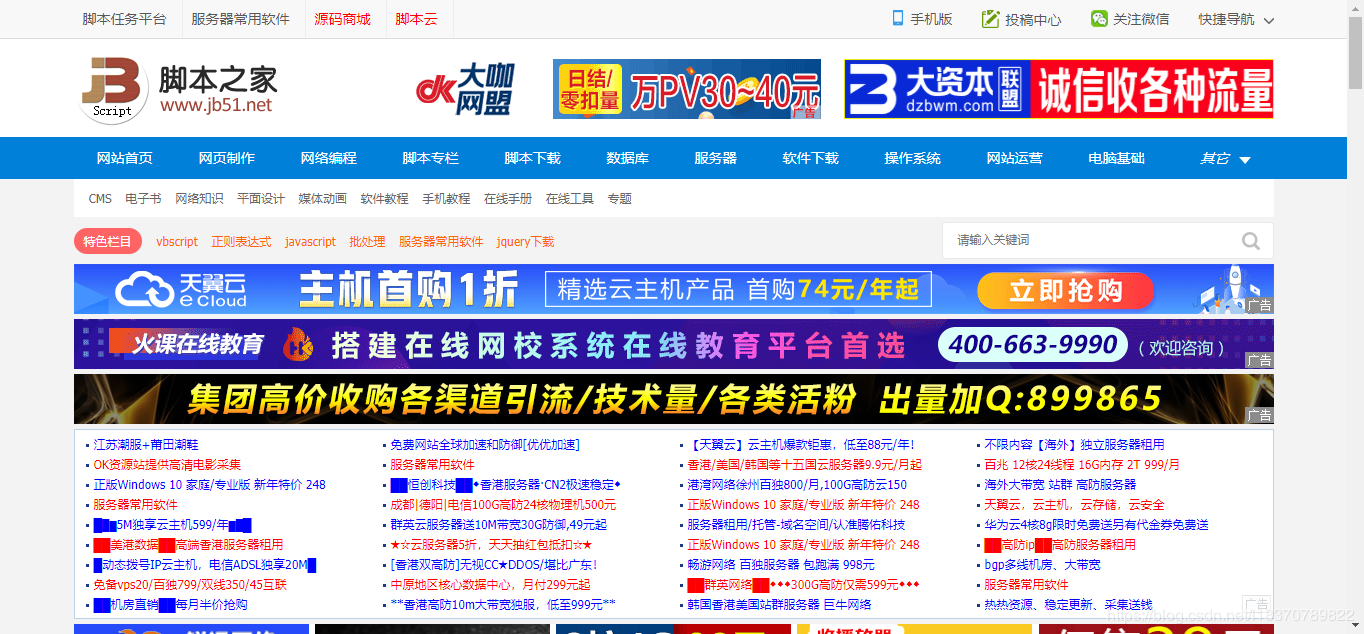 脚本任务平台 服务器常用软件 源码商城 脚本云 手机版 投稿中心 关注微信 快捷导航
JB Script 脚本之家 www.jb51.net
dk 大咖网盟
日结/零扣量 万PV30~40元 广告
大资本联盟 dzbwm.com 诚信收各种流量
网站首页 网页制作 网络编程 脚本专栏 脚本下载 数据库 服务器 软件下载 操作系统 网站运营 电脑基础 其它
CMS 电子书 网络知识 平面设计 媒体动画 软件教程 手机教程 在线手册 在线工具 专题
特色栏目 vbscript 正则表达式 javascript 批处理 服务器常用软件 jquery下载 请输入关键词
天翼云 e Cloud 主机首购1折 精选云主机产品 首购74元/年起 立即抢购 广告
火课在线教育 搭建在线网校系统在线教育平台首选 400-663-9990 (欢迎咨询) 广告
集团高价收购各渠道引流/技术量/各类活粉 出量加Q:899865 广告
江苏潮服+莆田潮鞋 免费网站全球加速和防御[优优加速] 【天翼云】云主机爆款钜惠，低至88元/年! 不限内容【海外】独立服务器租用
OK资源站提供高清电影采集 服务器常用软件 香港/美国/韩国等十五国云服务器9.9元/月起 百兆 12核24线程 16G内存 2T 999/月
正版Windows 10 家庭/专业版 新年特价 248 ██恒创科技██◆香港服务器·CN2极速稳定◆ 港湾网络徐州百独800/月,100G高防云150 海外大带宽 站群 高防服务器
服务器常用软件 成都|德阳|电信100G高防24核物理机500元 正版Windows 10 家庭/专业版 新年特价 248 天翼云，云主机，云存储，云安全
█▇▆5M独享云主机599/年▆▇█ 群英云服务器送10M带宽30G防御,49元起 服务器租用/托管-域名空间/认准腾佑科技 华为云4核8g限时免费送另有代金券免费送
██美港数据██高端香港服务器租用 ★☆云服务器5折，天天抽红包抵扣☆★ 正版Windows 10 家庭/专业版 新年特价 248 ██高防ip██高防服务器租用
█动态拨号IP云主机，电信ADSL独享20M█ [香港双高防]无视CC★DDOS/堪比广东! 畅游网络 百独服务器 包跑满 998元 bgp多线机房、大带宽
免备vps20/百独799/双线350/45互联 中原地区核心数据中心，月付299元起 ██群英网络██◆◆◆300G高防仅需599元◆◆◆ 服务器常用软件
██机房直销██每月半价抢购 **香港高防10m大带宽独服，低至999元** 韩国香港美国站群服务器 巨牛网络 热热资源、稳定更新、采集送钱 广告
https://blog.csdn.net/u18370789822